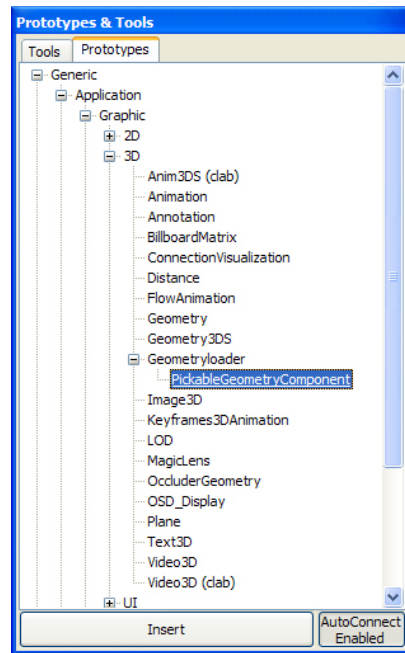 Prototypes & Tools
Tools Prototypes
Generic
Application
Graphic
2D
3D
Anim3DS (clab)
Animation
Annotation
BillboardMatrix
ConnectionVisualization
Distance
FlowAnimation
Geometry
Geometry3DS
Geometryloader
PickableGeometryComponent
Image3D
Keyframes3DAnimation
LOD
MagicLens
OccluderGeometry
OSD_Display
Plane
Text3D
Video3D
Video3D (clab)
UI
Insert
AutoConnect
Enabled